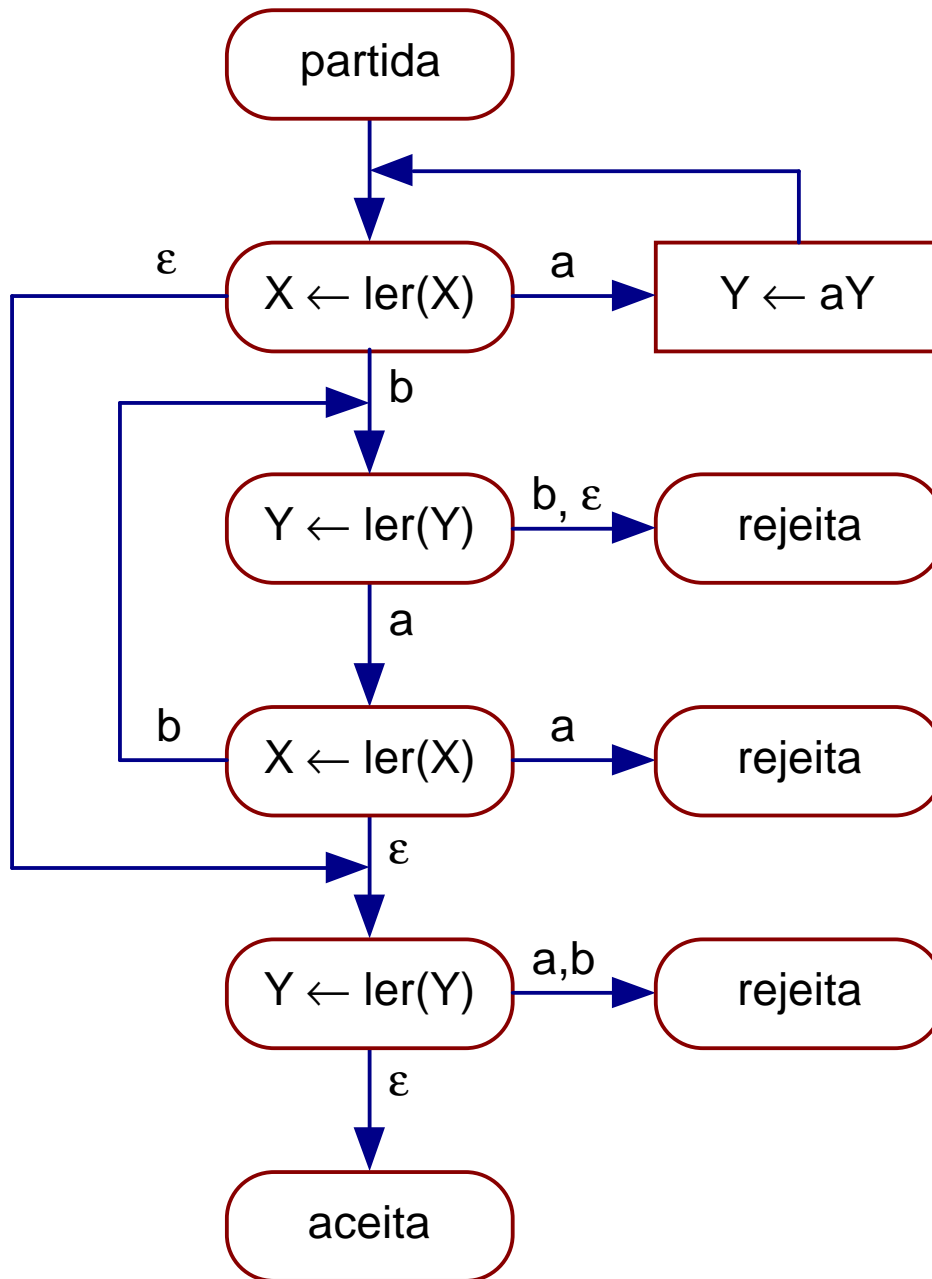 partida
ε
X ← ler(X)
a
Y ← aY
b
Y ← ler(Y)
b, ε
rejeita
a
b
X ← ler(X)
a
rejeita
ε
Y ← ler(Y)
a,b
rejeita
ε
aceita